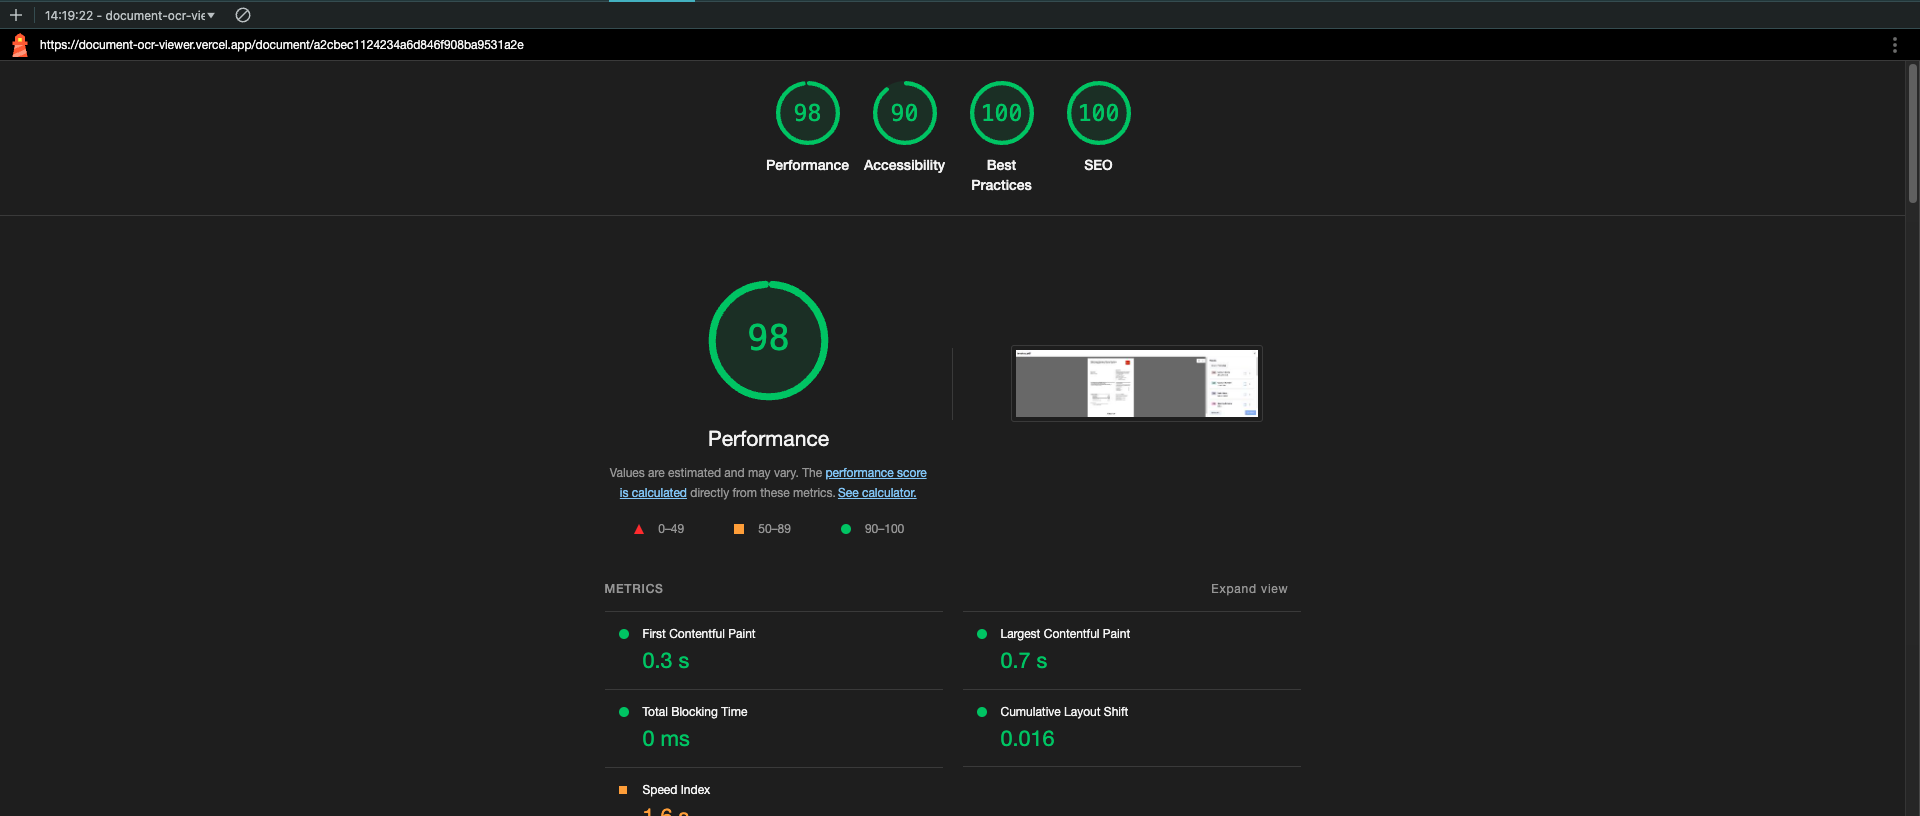 14:19:22 - document-ocr-vie
https://document-ocr-viewer.vercel.app/document/a2cbec1124234a6d846f908ba9531a2e
98
90
100
100
Performance
Accessibility
Best
Practices
SEO
98
Performance
Values are estimated and may vary. The performance score
is calculated directly from these metrics. See calculator.
0–49
50–89
90–100
METRICS
Expand view
First Contentful Paint
0.3 s
Largest Contentful Paint
0.7 s
Total Blocking Time
0 ms
Cumulative Layout Shift
0.016
Speed Index
1.6 s